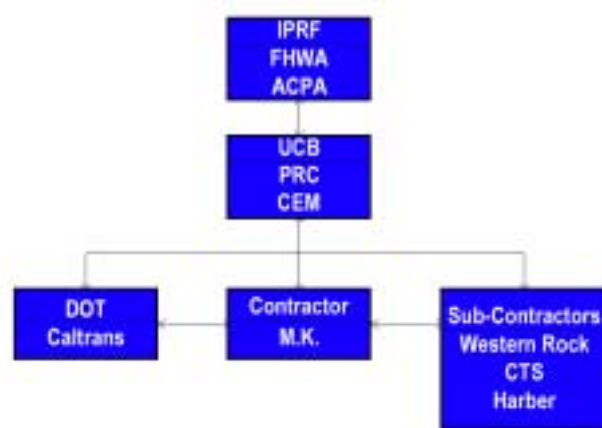 IPRF
FHWA
ACPA
UCB
PRC
CEM
DOT
Caltrans
Contractor
M.K.
Sub-Contractors
Western Rock
CTS
Harber